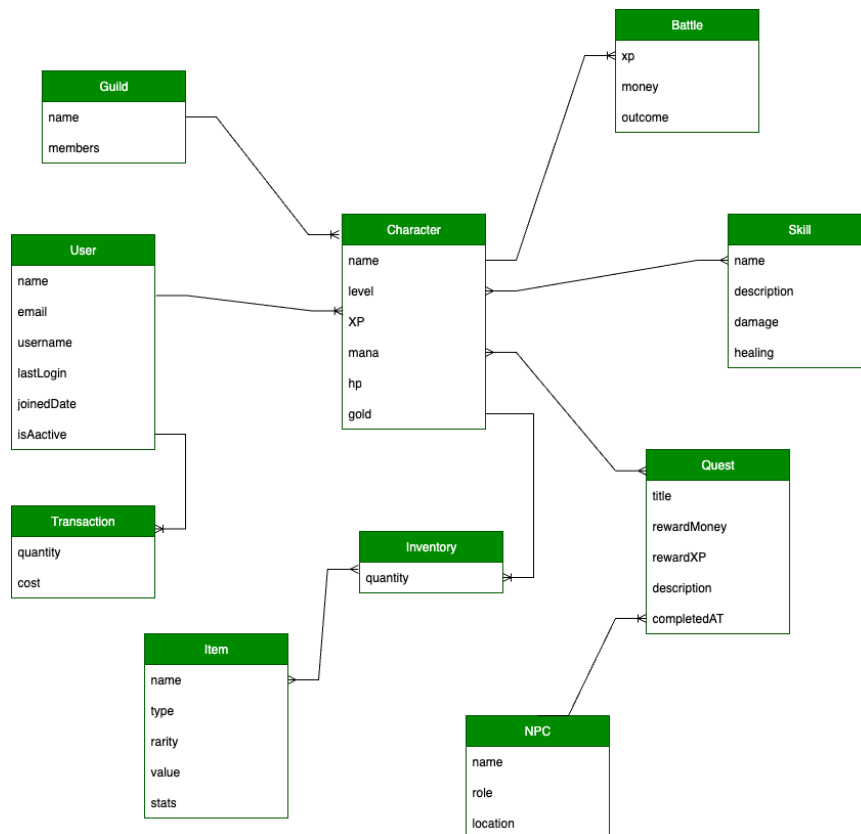 Battle
xp
money
outcome
Guild
name
members
Character
name
level
XP
mana
hp
gold
Skill
name
description
damage
healing
User
name
email
username
lastLogin
joinedDate
isAactive
Quest
title
rewardMoney
rewardXP
description
completedAT
Transaction
quantity
cost
Inventory
quantity
Item
name
type
rarity
value
stats
NPC
name
role
location